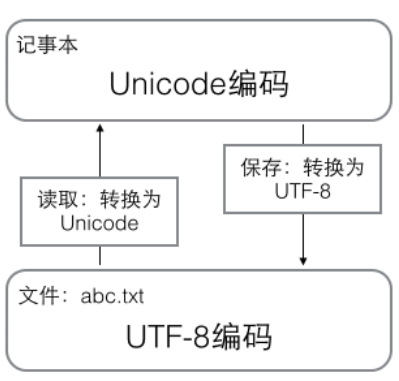 记事本
Unicode编码
读取：转换为
Unicode
保存：转换为
UTF-8
文件：abc.txt
UTF-8编码